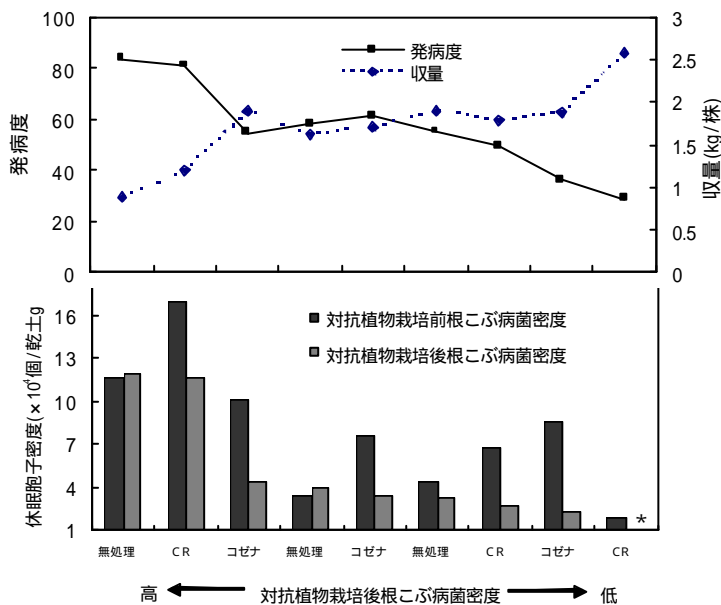 100
80
60
40
20
0
発病度
発病度
収量
3
2.5
2
1.5
1
0.5
0
収量(kg/株)
16
13
10
7
4
1
休眠胞子密度(×10⁴個/乾土g
対抗植物栽培前根こぶ病菌密度
対抗植物栽培後根こぶ病菌密度
*
無処理 CR コゼナ 無処理 コゼナ 無処理 CR コゼナ CR
高 対抗植物栽培後根こぶ病菌密度 低